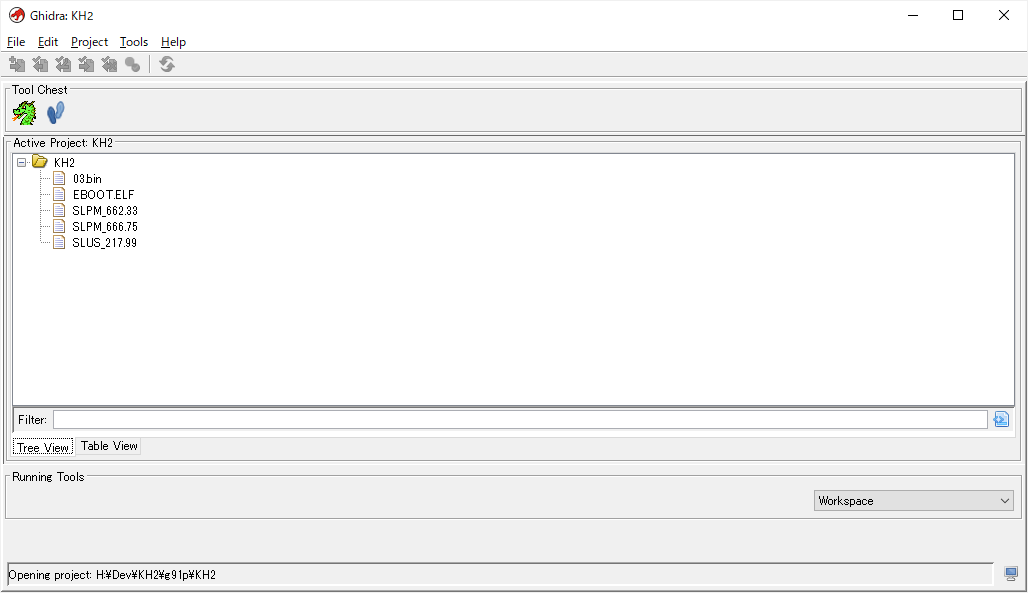 Ghidra: KH2
File Edit Project Tools Help
Tool Chest
Active Project: KH2
KH2
03.bin
EBOOT.ELF
SLPM_662.33
SLPM_666.75
SLUS_217.99
Filter:
Tree View Table View
Running Tools
Workspace
Opening project: H:¥Dev¥KH2¥g91p¥KH2